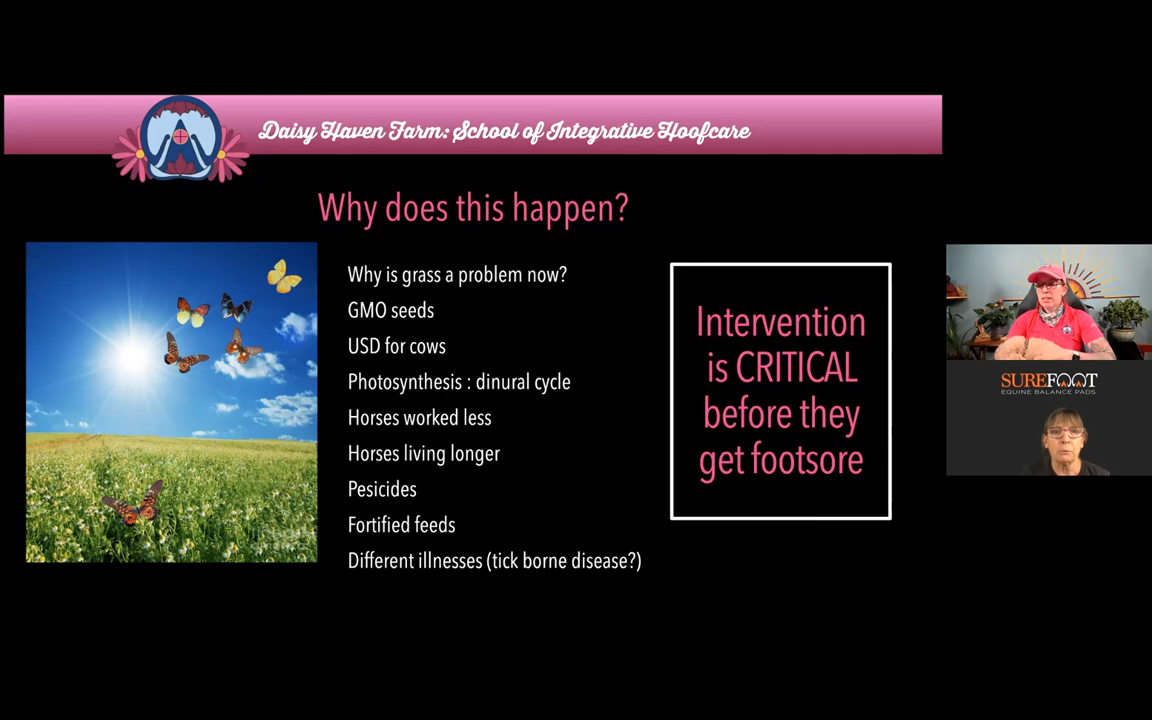 Daisy Haven Farm: School of Integrative Hoofcare
Why does this happen?
Why is grass a problem now?
GMO seeds
USD for cows
Photosynthesis : dinural cycle
Horses worked less
Horses living longer
Pesicides
Fortified feeds
Different illnesses (tick borne disease?)
Intervention
is CRITICAL
before they
get footsore
SUREFOOT
EQUINE BALANCE PADS